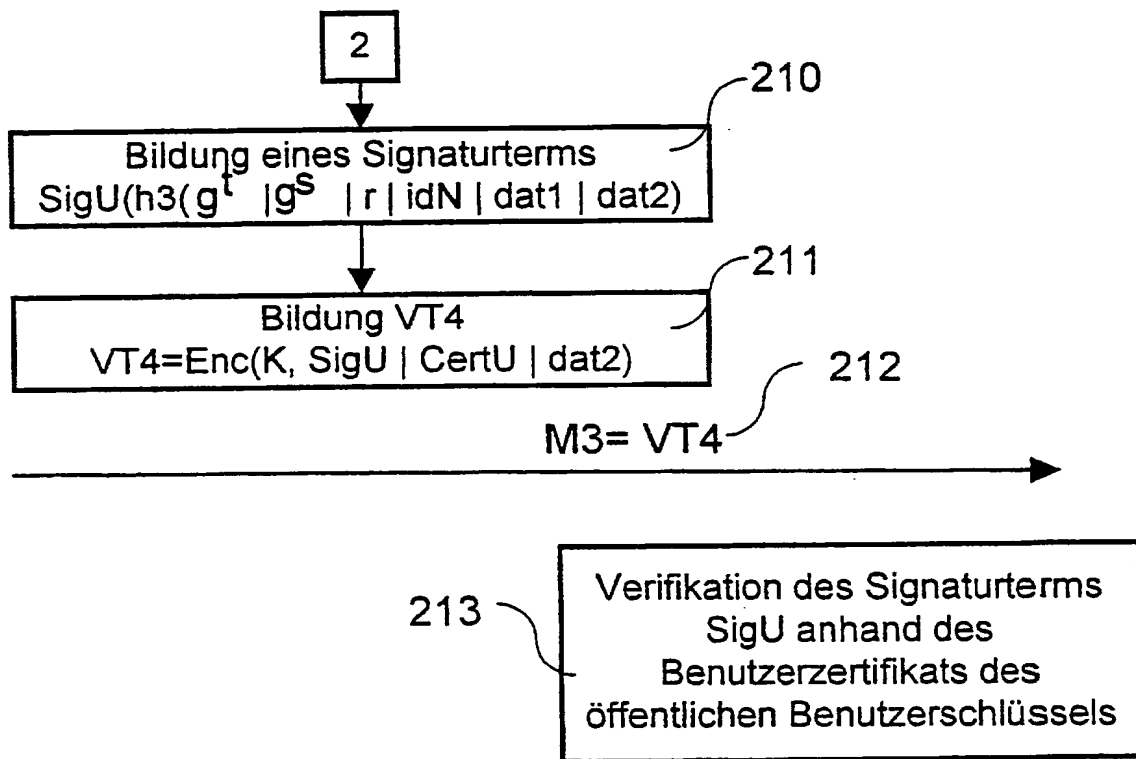 2
210
Bildung eines Signaturterms
SigU(h3(g^t |g^s | r | idN | dat1 | dat2)
211
Bildung VT4
VT4=Enc(K, SigU | CertU | dat2)
212
M3= VT4
213
Verifikation des Signaturterms
SigU anhand des
Benutzerzertifikats des
öffentlichen Benutzerschlüssels